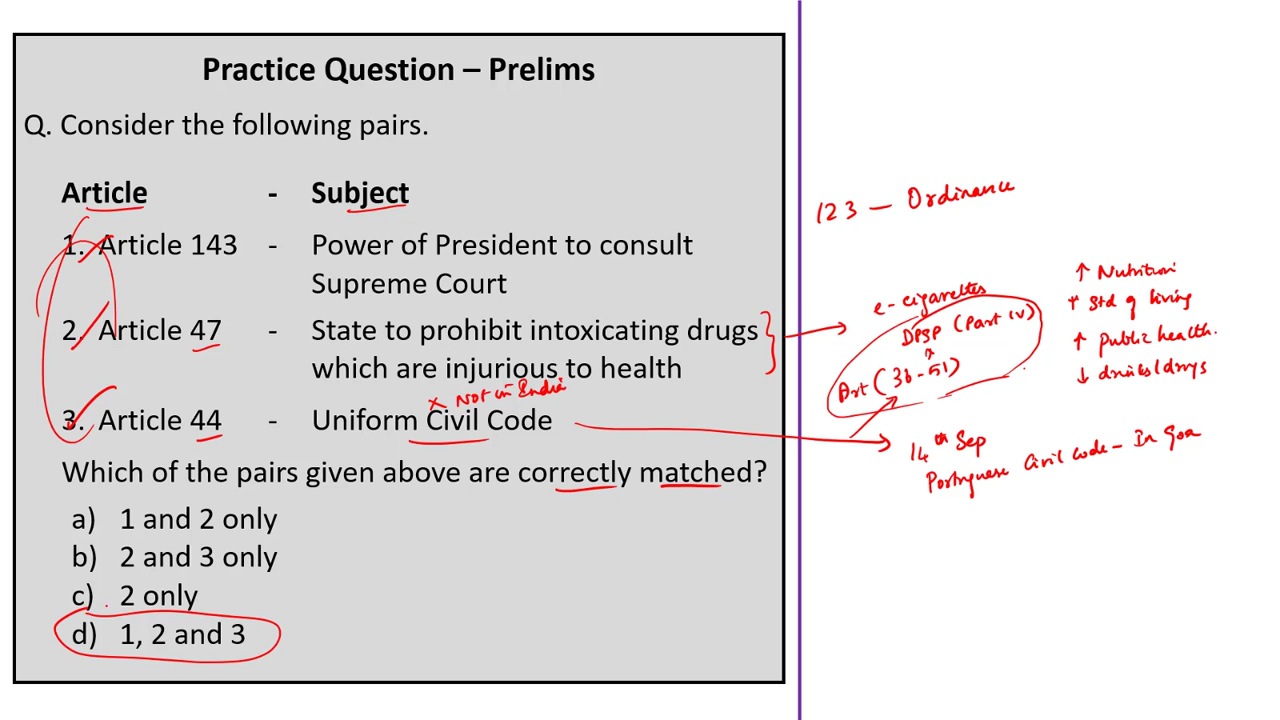 Practice Question – Prelims
Q. Consider the following pairs.
Article - Subject
1. Article 143 - Power of President to consult
Supreme Court
2. Article 47 - State to prohibit intoxicating drugs
which are injurious to health
x Not in India
3. Article 44 - Uniform Civil Code
Which of the pairs given above are correctly matched?
a) 1 and 2 only
b) 2 and 3 only
c) 2 only
d) 1, 2 and 3
123 — Ordinance
e-cigarettes
DPSP (Part IV)
Art (36-51)
↑ Nutrition
↑ Std of living
↑ public health.
↓ drinks/drugs
14th Sep
Portuguese Civil Code - In Goa